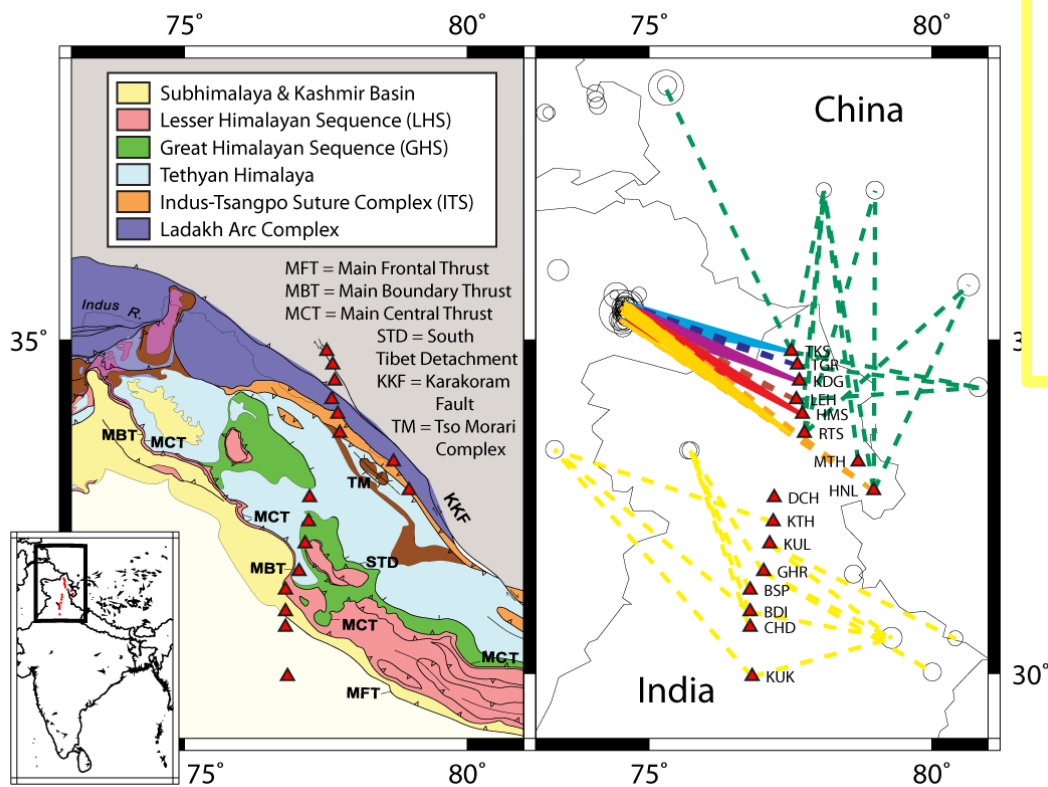 75° 80° 75° 80°
Subhimalaya & Kashmir Basin
Lesser Himalayan Sequence (LHS)
Great Himalayan Sequence (GHS)
Tethyan Himalaya
Indus-Tsangpo Suture Complex (ITS)
Ladakh Arc Complex
MFT = Main Frontal Thrust
MBT = Main Boundary Thrust
MCT = Main Central Thrust
STD = South
Tibet Detachment
KKF = Karakoram
Fault
TM = Tso Morari
Complex
Indus R.
35°
MBT
MCT
TM
KKF
MCT
STD
MBT
MCT
MCT
MFT
75° 80°
China
35°
TKS
TGR
KDG
LEH
HMS
RTS
MTH
HNL
DCH
KTH
KUL
GHR
BSP
BDI
CHD
KUK
India
30°
75° 80°